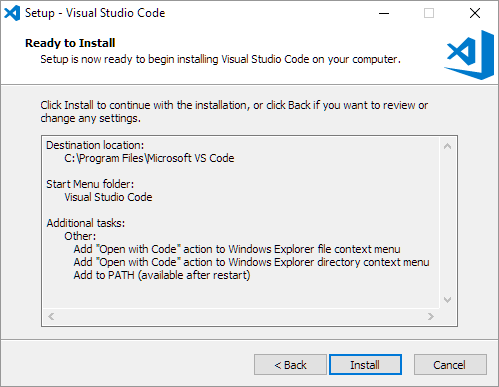 Setup - Visual Studio Code
Ready to Install
Setup is now ready to begin installing Visual Studio Code on your computer.
Click Install to continue with the installation, or click Back if you want to review or
change any settings.
Destination location:
C:\Program Files\Microsoft VS Code
Start Menu folder:
Visual Studio Code
Additional tasks:
Other:
Add "Open with Code" action to Windows Explorer file context menu
Add "Open with Code" action to Windows Explorer directory context menu
Add to PATH (available after restart)
< Back
Install
Cancel